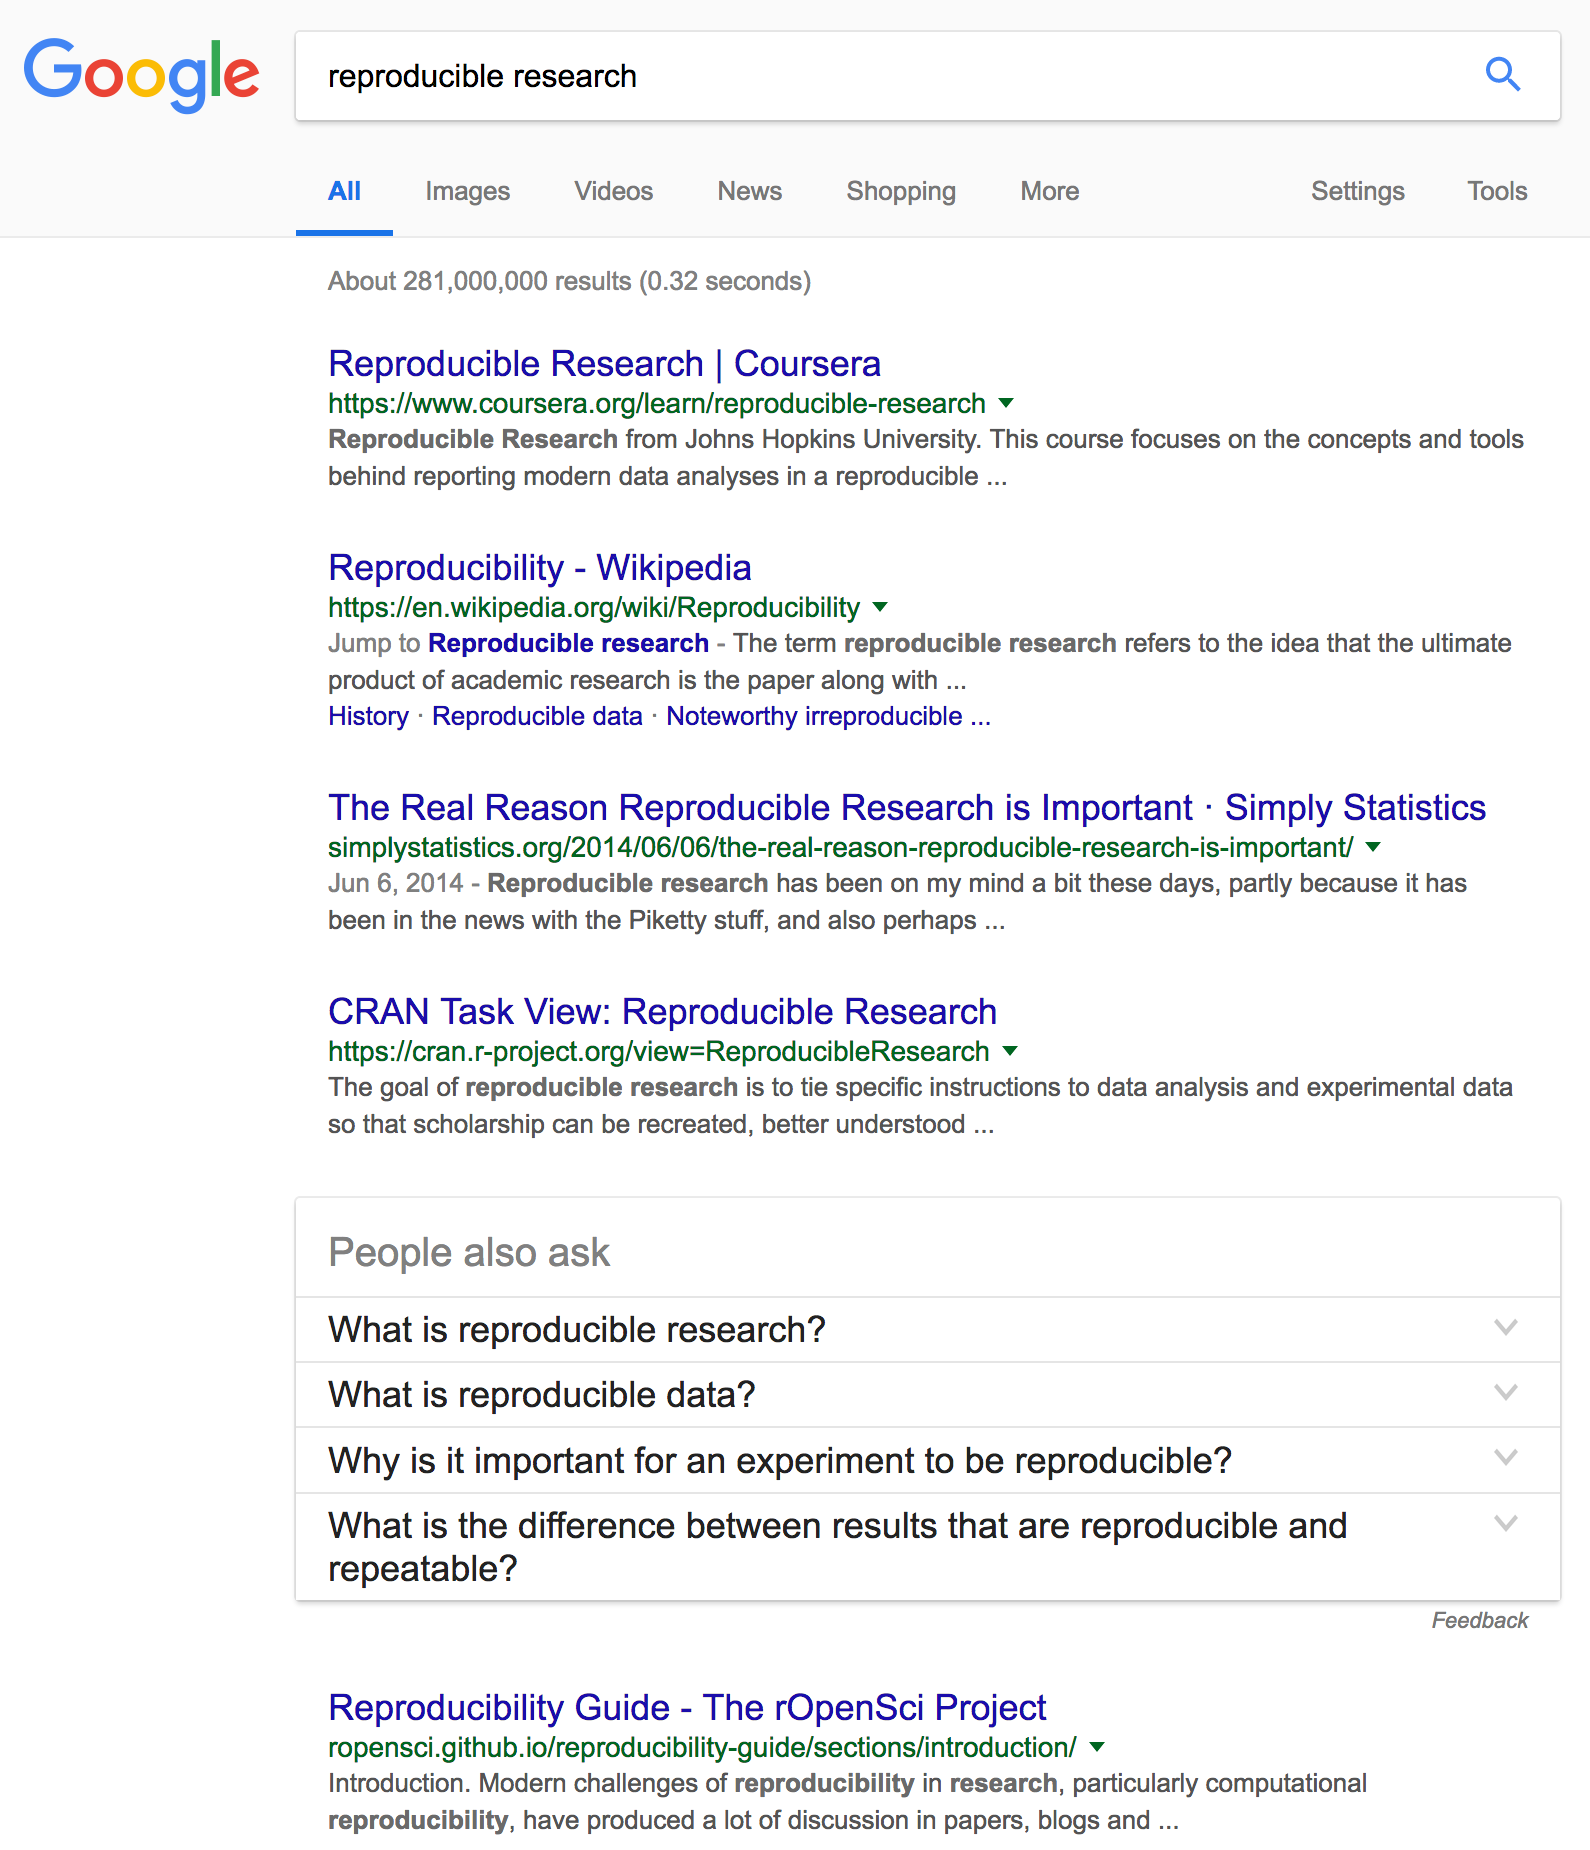 Google
reproducible research
All Images Videos News Shopping More Settings Tools
About 281,000,000 results (0.32 seconds)
Reproducible Research | Coursera
https://www.coursera.org/learn/reproducible-research
Reproducible Research from Johns Hopkins University. This course focuses on the concepts and tools
behind reporting modern data analyses in a reproducible ...
Reproducibility - Wikipedia
https://en.wikipedia.org/wiki/Reproducibility
Jump to Reproducible research - The term reproducible research refers to the idea that the ultimate
product of academic research is the paper along with ...
History · Reproducible data · Noteworthy irreproducible ...
The Real Reason Reproducible Research is Important · Simply Statistics
simplystatistics.org/2014/06/06/the-real-reason-reproducible-research-is-important/
Jun 6, 2014 - Reproducible research has been on my mind a bit these days, partly because it has
been in the news with the Piketty stuff, and also perhaps ...
CRAN Task View: Reproducible Research
https://cran.r-project.org/view=ReproducibleResearch
The goal of reproducible research is to tie specific instructions to data analysis and experimental data
so that scholarship can be recreated, better understood ...
People also ask
What is reproducible research?
What is reproducible data?
Why is it important for an experiment to be reproducible?
What is the difference between results that are reproducible and
repeatable?
Feedback
Reproducibility Guide - The rOpenSci Project
ropensci.github.io/reproducibility-guide/sections/introduction/
Introduction. Modern challenges of reproducibility in research, particularly computational
reproducibility, have produced a lot of discussion in papers, blogs and ...